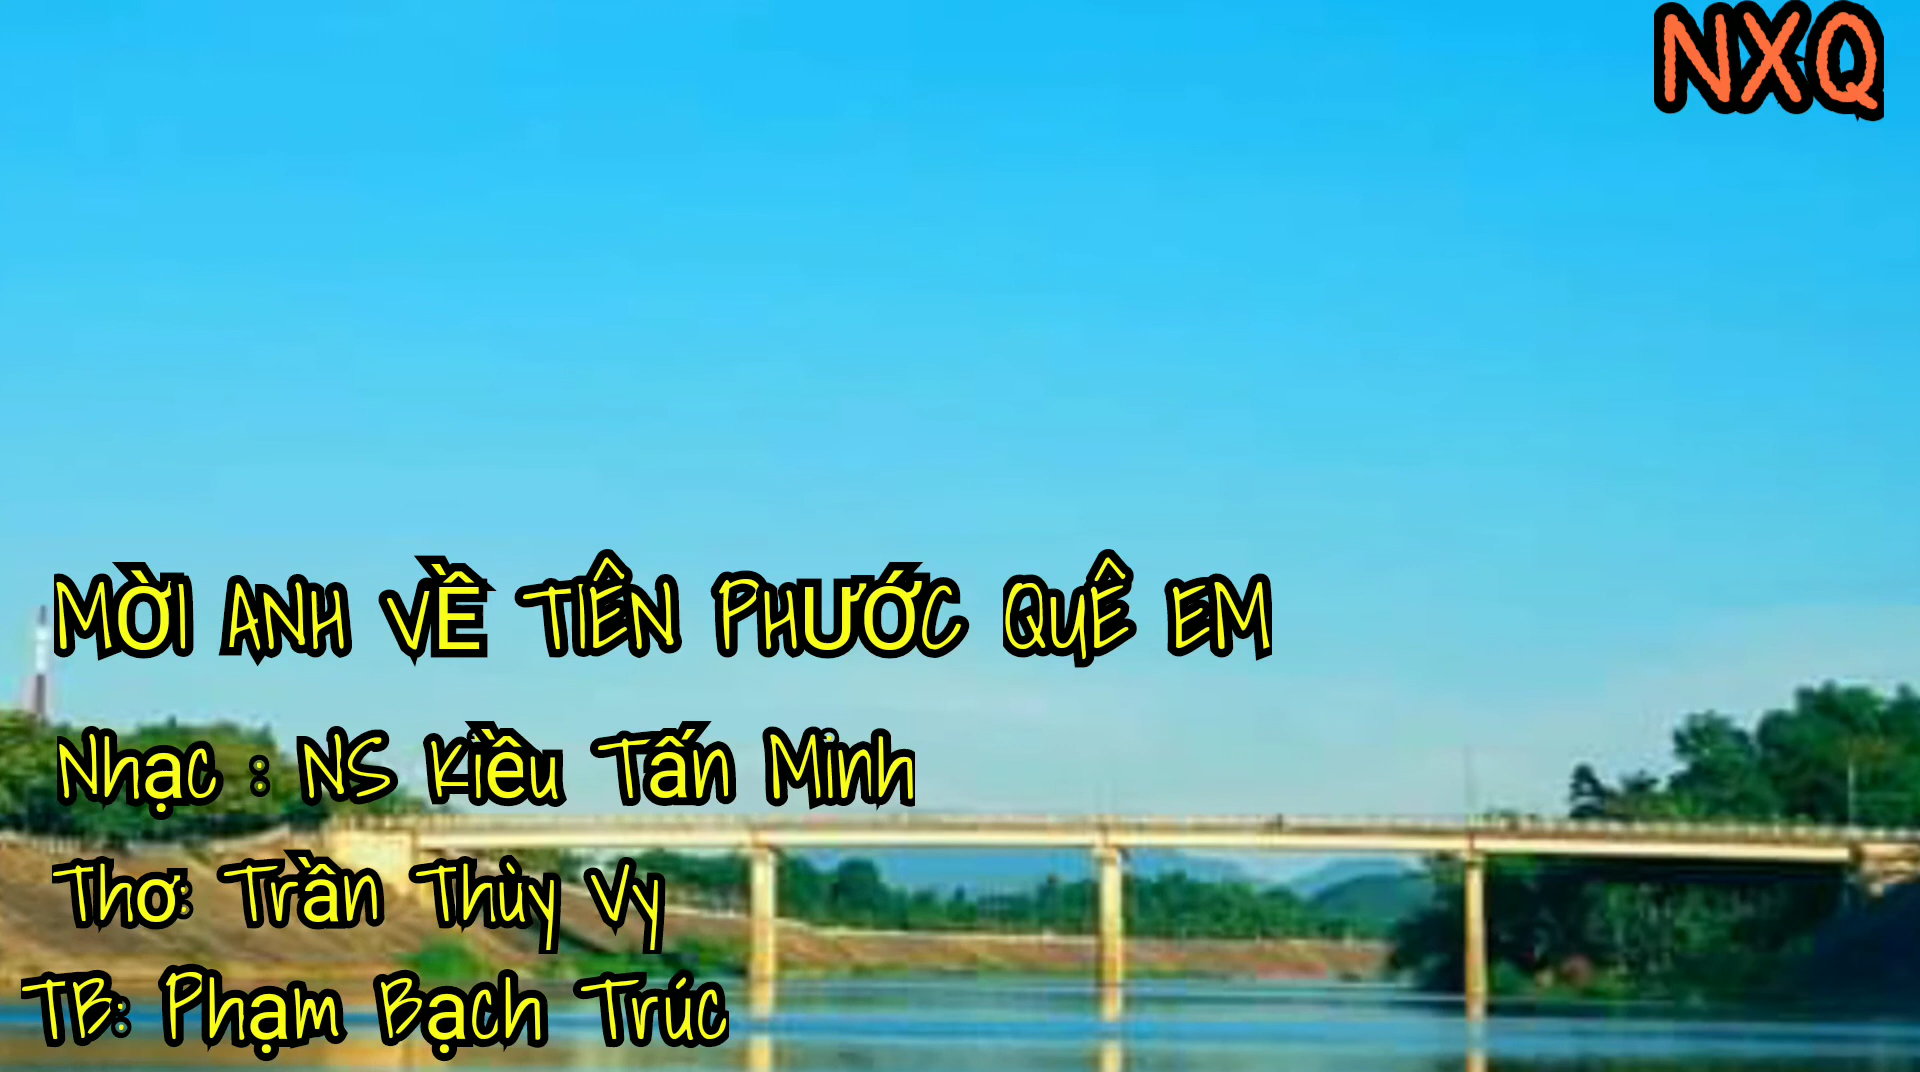 NXQ
MỜI ANH VỀ TIÊN PHƯỚC QUÊ EM
Nhạc : NS Kiều Tấn Minh
Thơ: Trần Thùy Vy
TB: Phạm Bạch Trúc